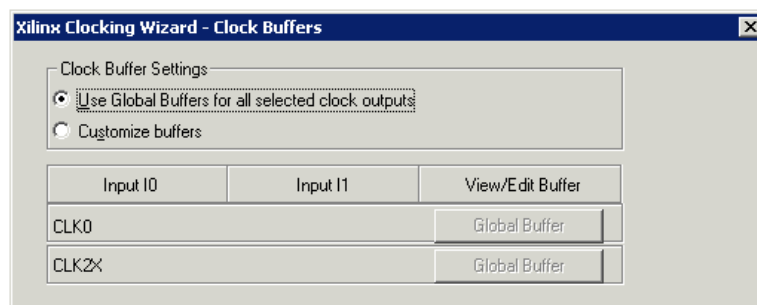 Xilinx Clocking Wizard - Clock Buffers
Clock Buffer Settings
Use Global Buffers for all selected clock outputs
Customize buffers
Input I0 Input I1 View/Edit Buffer
CLK0 Global Buffer
CLK2X Global Buffer